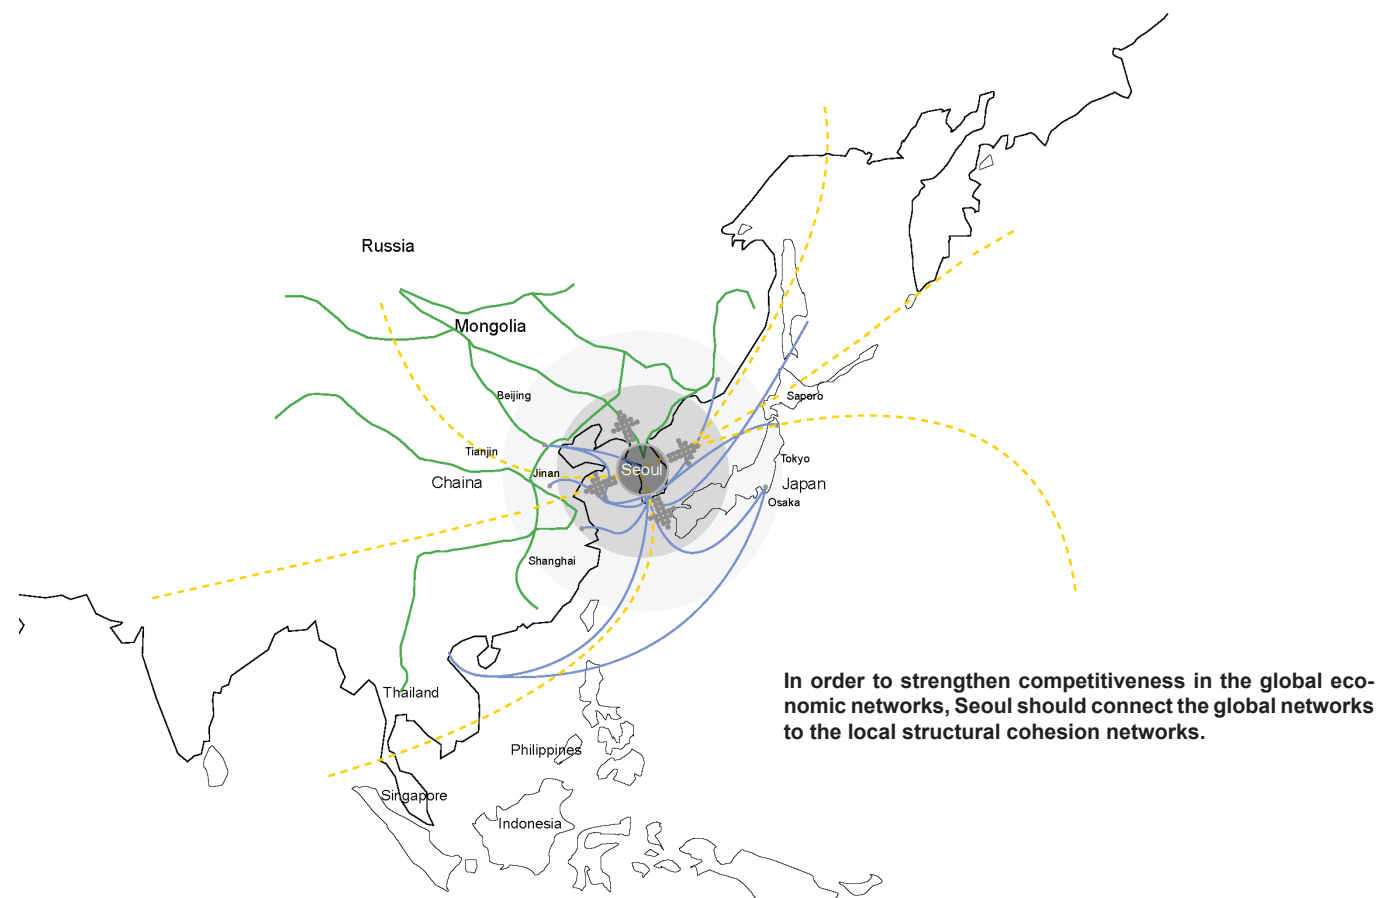 Russia
Mongolia
Beijing
Saporo
Tianjin
Tokyo
Jinan
Seoul
Chaina
Japan
Osaka
Shanghai
In order to strengthen competitiveness in the global eco-
nomic networks, Seoul should connect the global networks
to the local structural cohesion networks.
Thailand
Philippines
Singapore
Indonesia